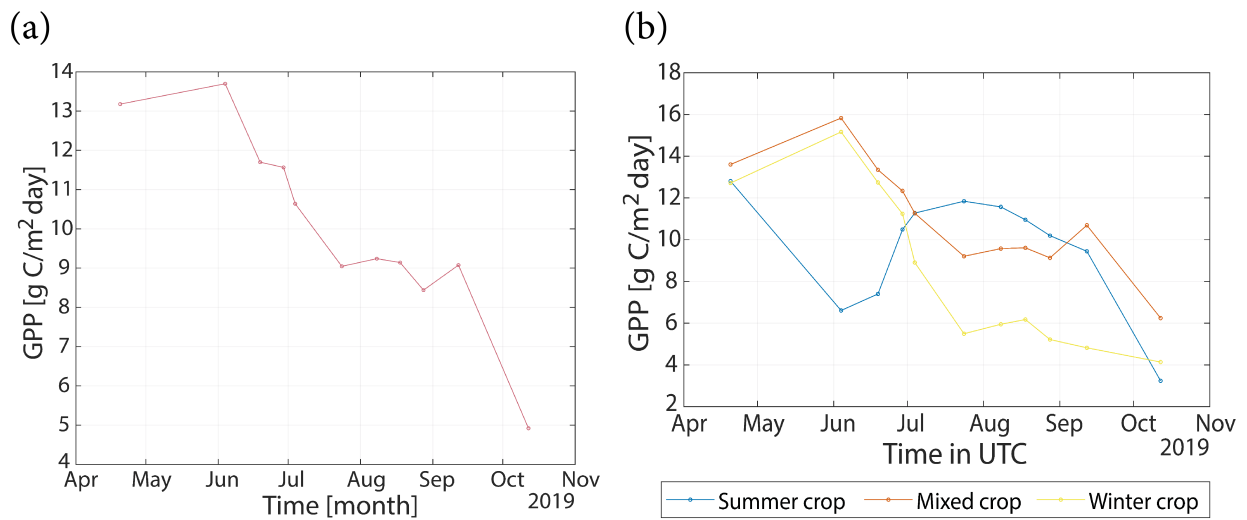 (a)
(b)
14
13
12
11
10
9
8
7
6
5
4
GPP [g C/m² day]
Apr May Jun Jul Aug Sep Oct Nov
2019
Time [month]
18
16
14
12
10
8
6
4
2
GPP [g C/m² day]
Apr May Jun Jul Aug Sep Oct Nov
2019
Time in UTC
Summer crop Mixed crop Winter crop